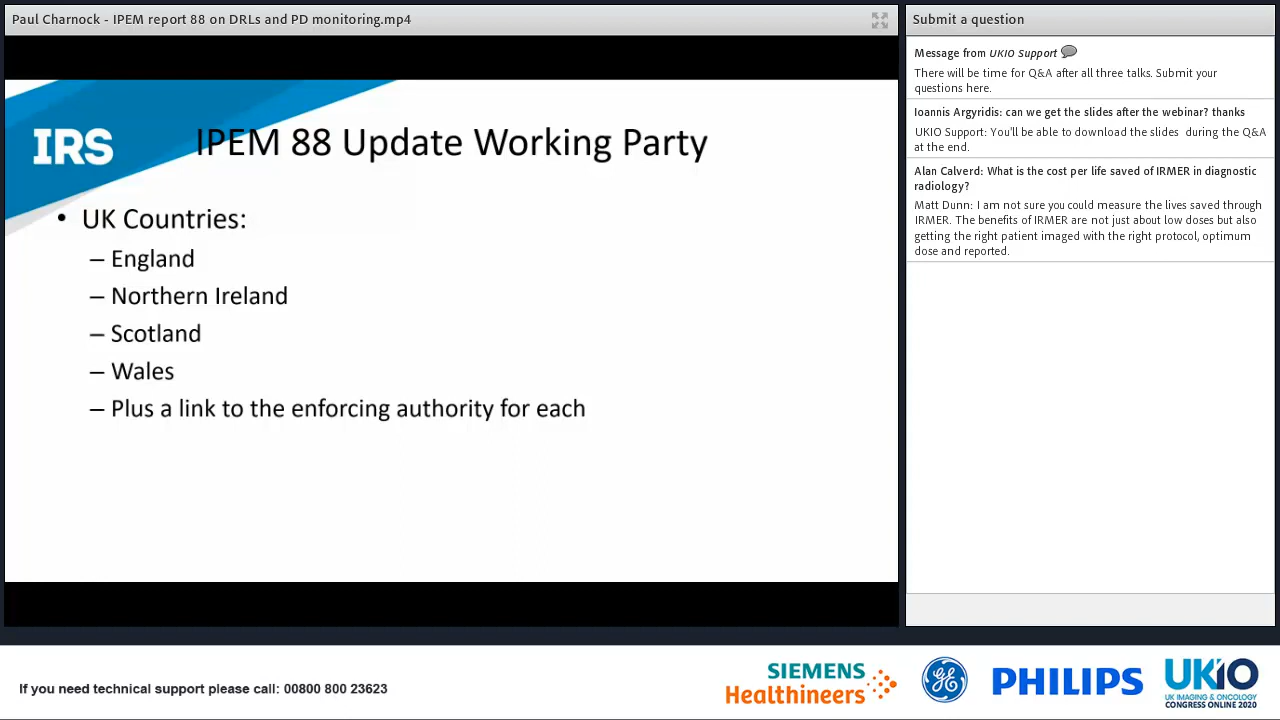 Paul Charnock - IPEM report 88 on DRLs and PD monitoring.mp4
IRS
IPEM 88 Update Working Party
• UK Countries:
– England
– Northern Ireland
– Scotland
– Wales
– Plus a link to the enforcing authority for each
Submit a question
Message from UKIO Support
There will be time for Q&A after all three talks. Submit your
questions here.
Ioannis Argyridis: can we get the slides after the webinar? thanks
UKIO Support: You'll be able to download the slides during the Q&A
at the end.
Alan Calverd: What is the cost per life saved of IRMER in diagnostic
radiology?
Matt Dunn: I am not sure you could measure the lives saved through
IRMER. The benefits of IRMER are not just about low doses but also
getting the right patient imaged with the right protocol, optimum
dose and reported.
If you need technical support please call: 00800 800 23623
SIEMENS
Healthineers
GE
PHILIPS
UKIO
UK IMAGING & ONCOLOGY
CONGRESS ONLINE 2020